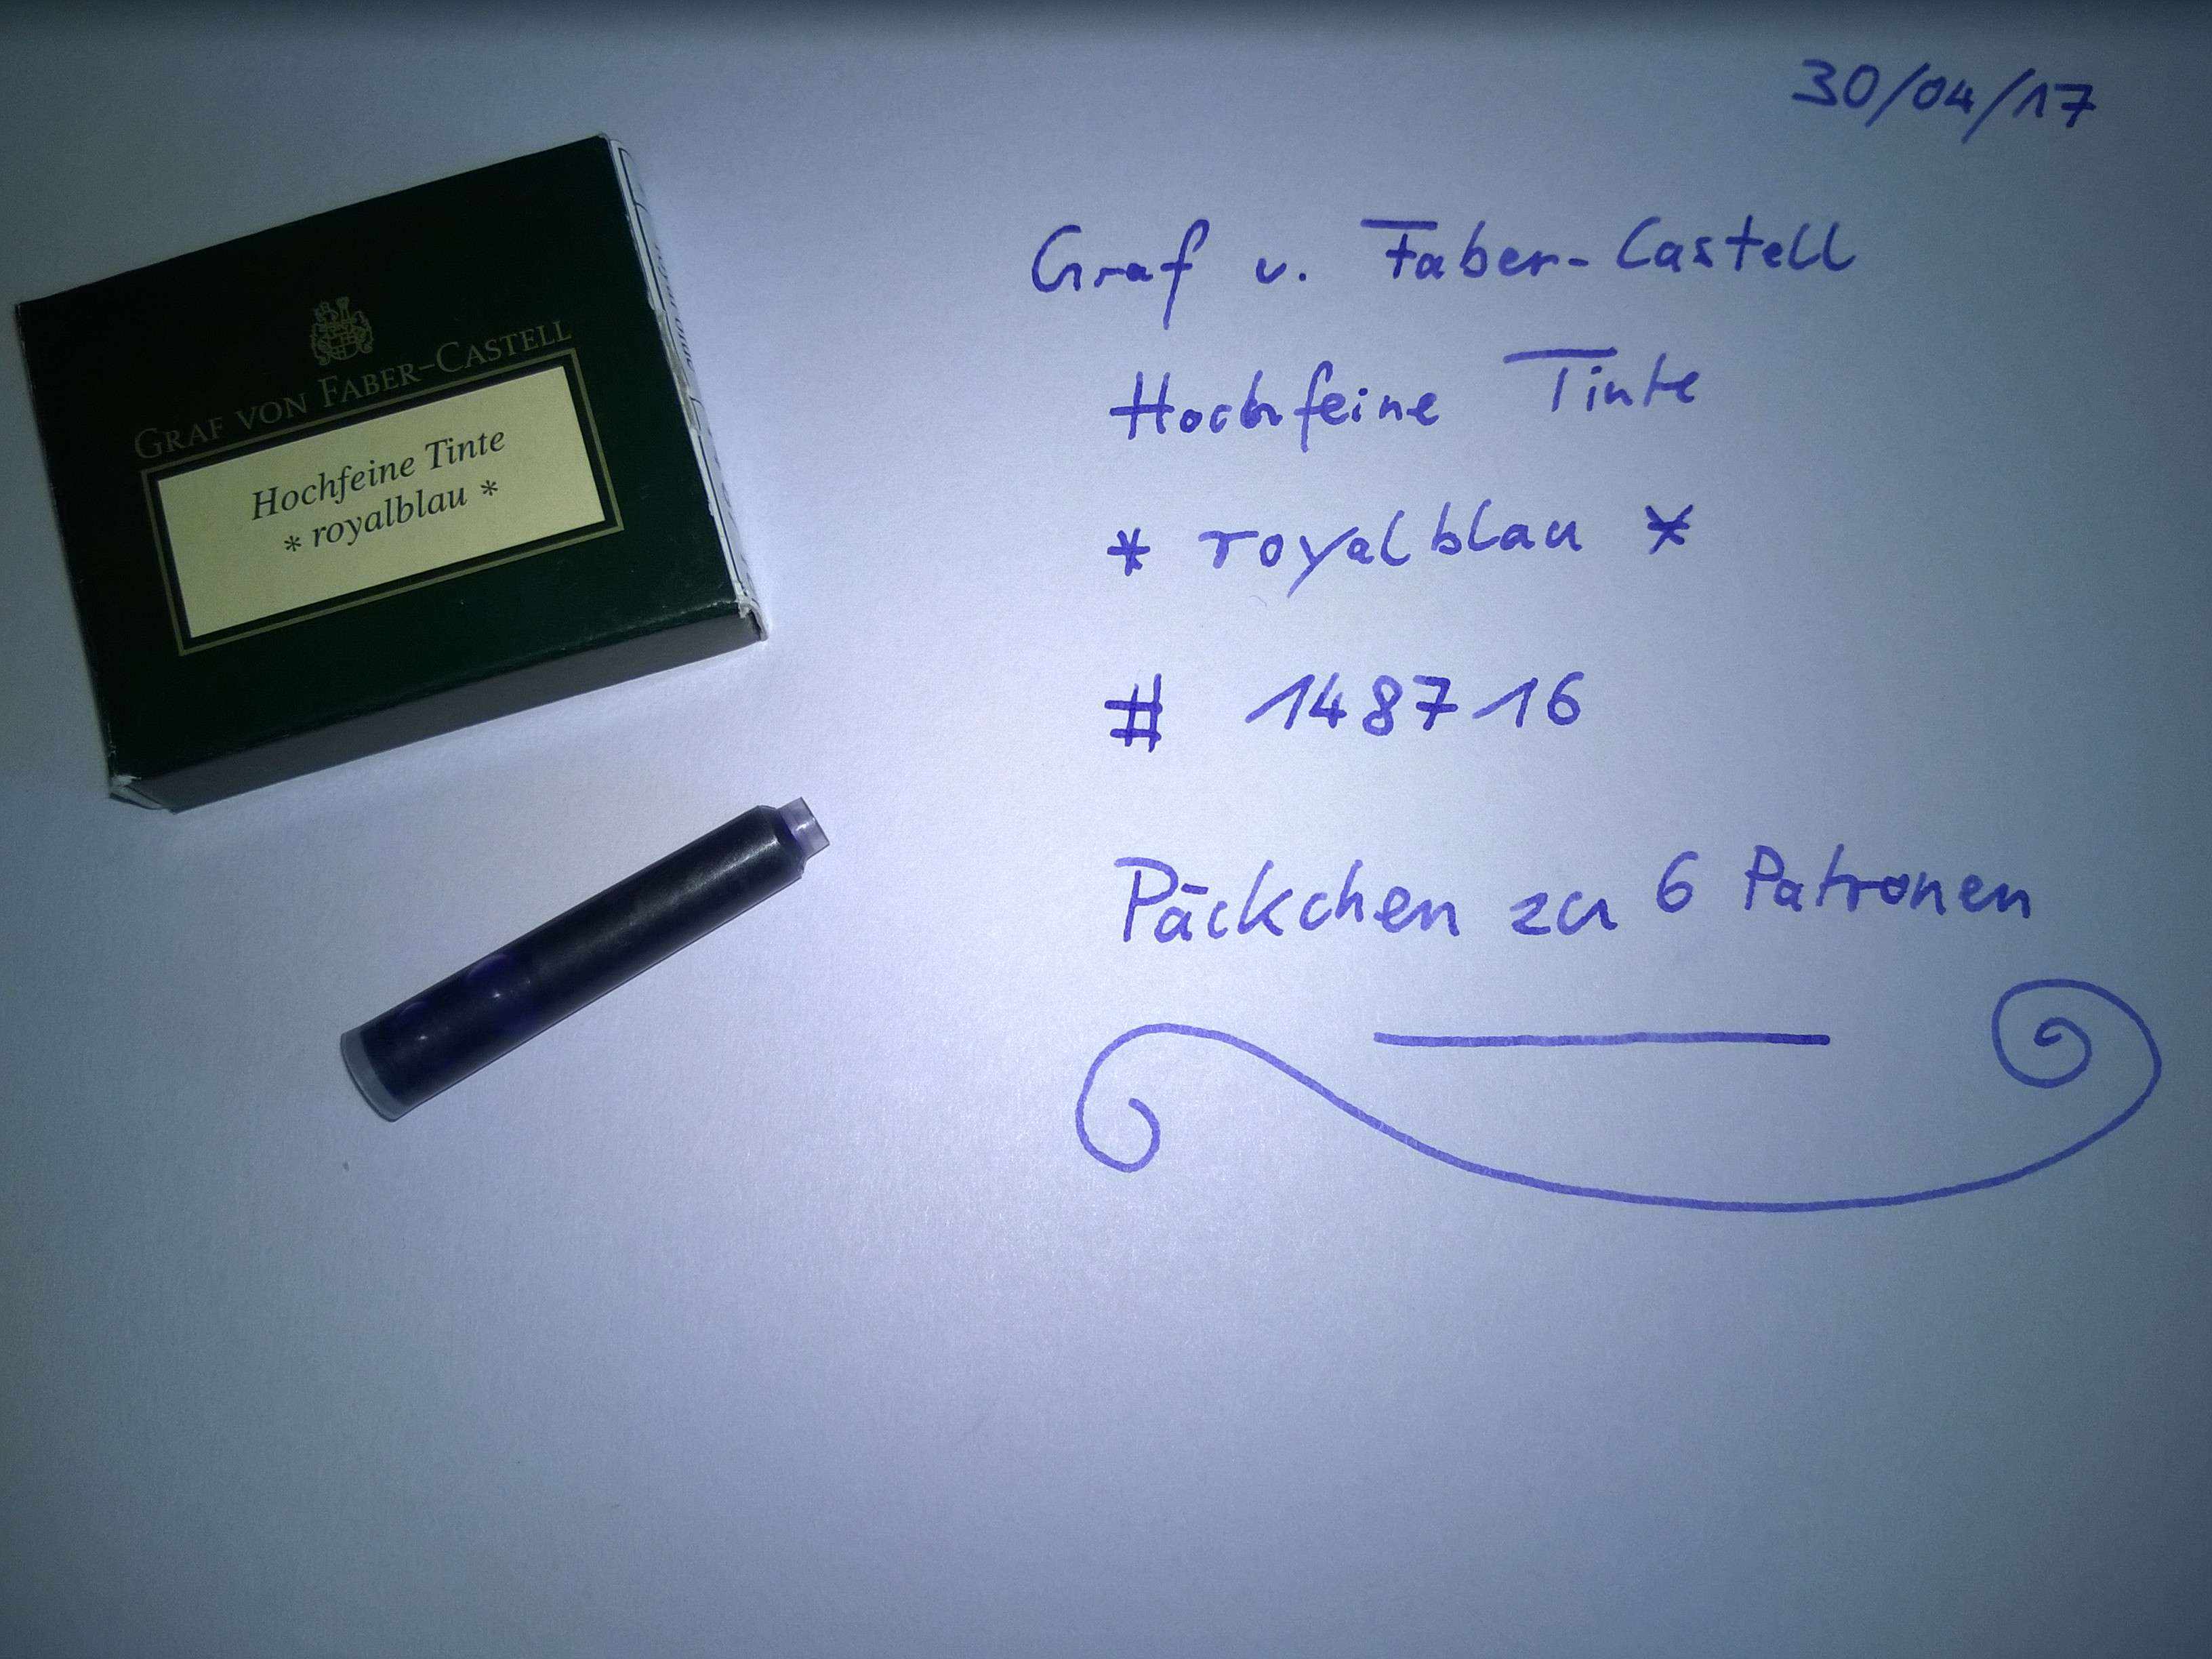 30/04/17
GRAF VON FABER-CASTELL
Hochfeine Tinte
* royalblau *
Graf v. Faber-Castell
Hochfeine Tinte
* royalblau *
# 148716
Päckchen zu 6 Patronen